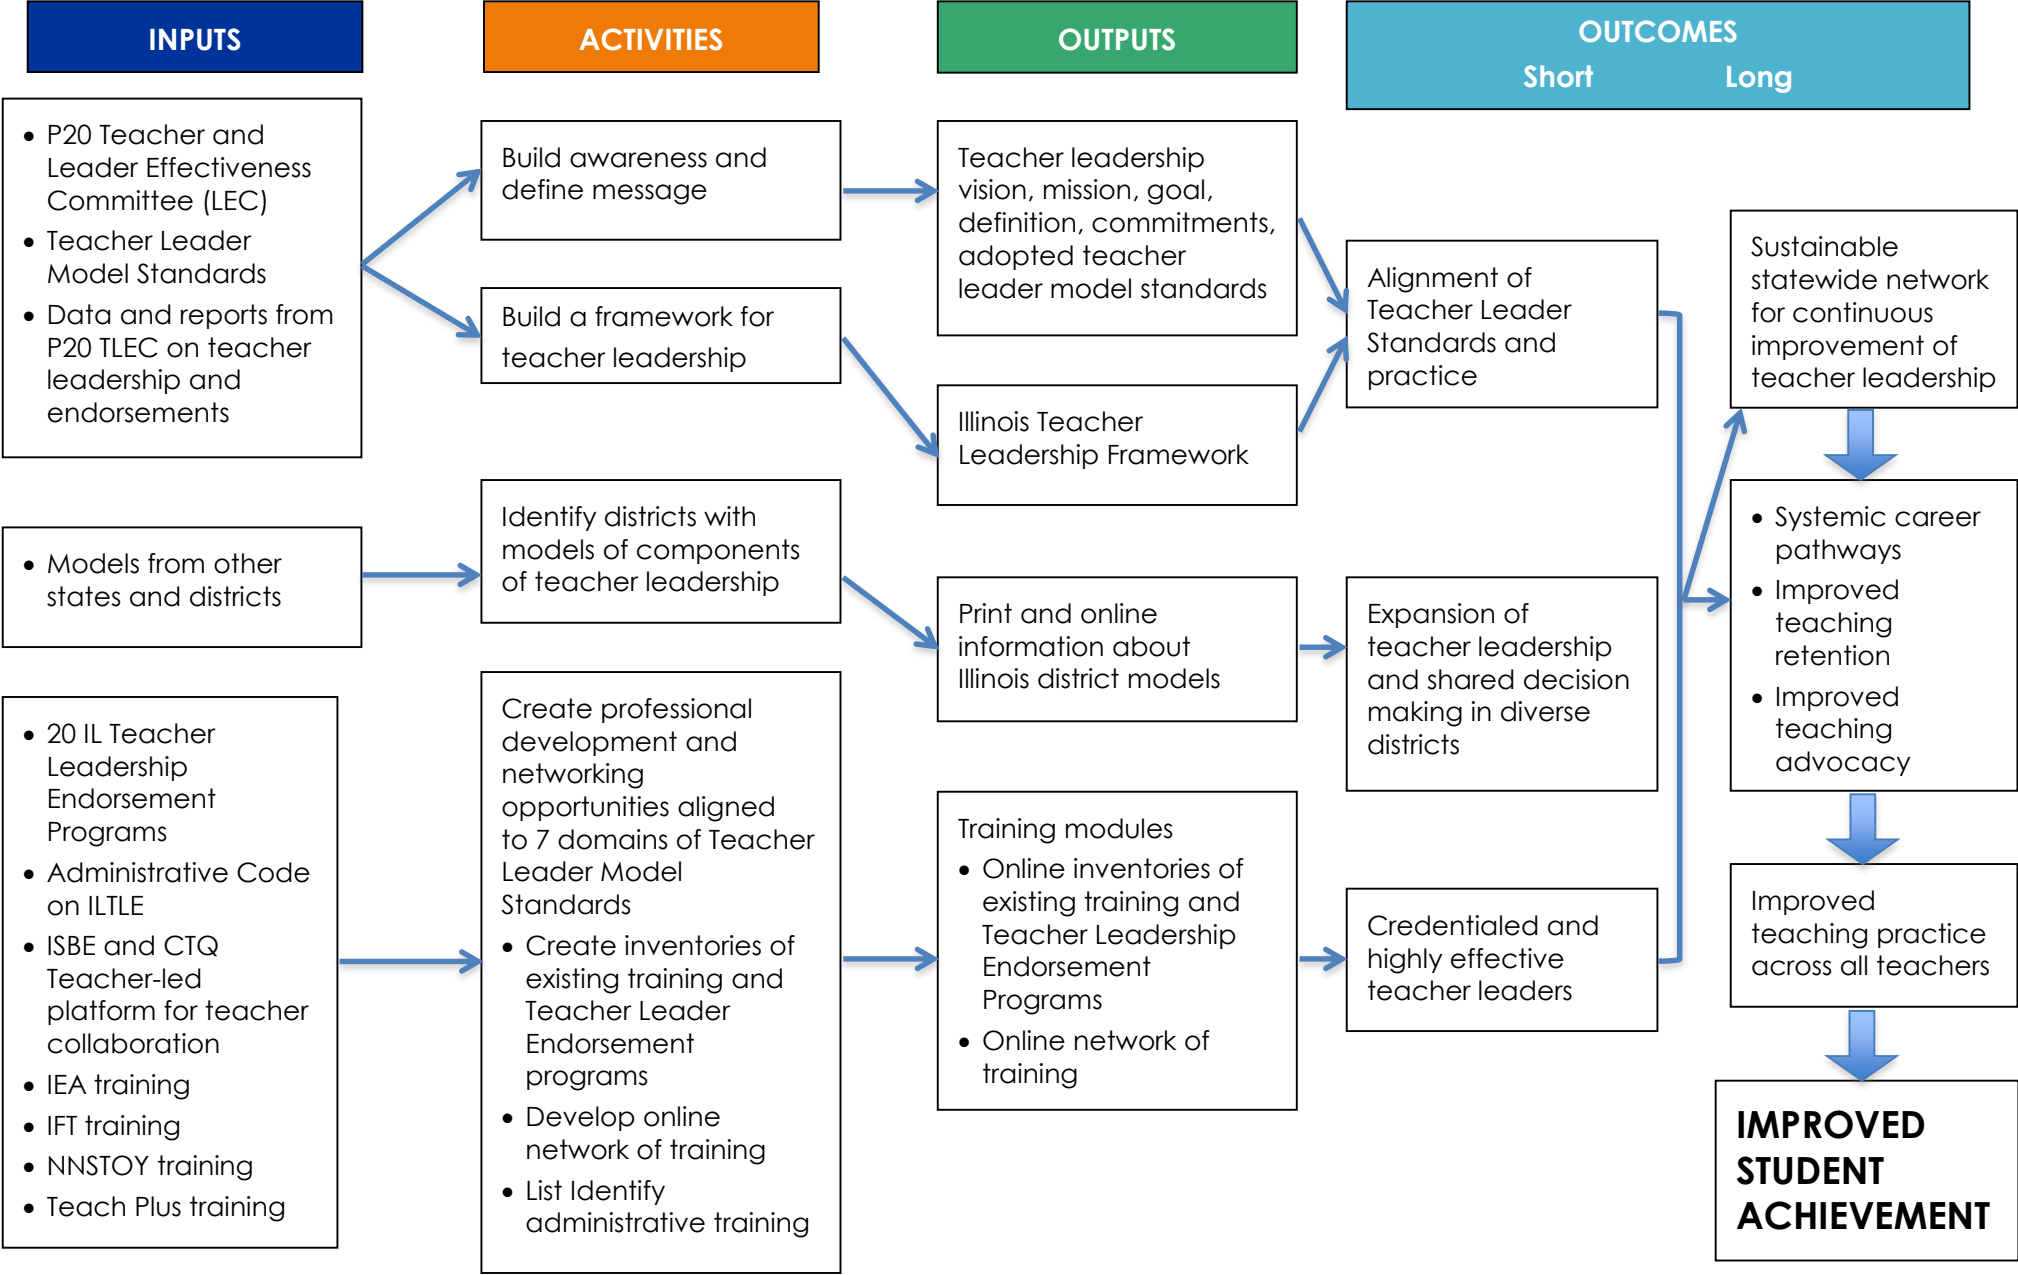 INPUTS
ACTIVITIES
OUTPUTS
OUTCOMES
Short Long
• P20 Teacher and
Leader Effectiveness
Committee (LEC)
• Teacher Leader
Model Standards
• Data and reports from
P20 TLEC on teacher
leadership and
endorsements
• Models from other
states and districts
• 20 IL Teacher
Leadership
Endorsement
Programs
• Administrative Code
on ILTLE
• ISBE and CTQ
Teacher-led
platform for teacher
collaboration
• IEA training
• IFT training
• NNSTOY training
• Teach Plus training
Build awareness and
define message
Build a framework for
teacher leadership
Identify districts with
models of components
of teacher leadership
Create professional
development and
networking
opportunities aligned
to 7 domains of Teacher
Leader Model
Standards
• Create inventories of
existing training and
Teacher Leader
Endorsement
programs
• Develop online
network of training
• List Identify
administrative training
Teacher leadership
vision, mission, goal,
definition, commitments,
adopted teacher
leader model standards
Illinois Teacher
Leadership Framework
Print and online
information about
Illinois district models
Training modules
• Online inventories of
existing training and
Teacher Leadership
Endorsement
Programs
• Online network of
training
Alignment of
Teacher Leader
Standards and
practice
Expansion of
teacher leadership
and shared decision
making in diverse
districts
Credentialed and
highly effective
teacher leaders
Sustainable
statewide network
for continuous
improvement of
teacher leadership
• Systemic career
pathways
• Improved
teaching
retention
• Improved
teaching
advocacy
Improved
teaching practice
across all teachers
IMPROVED
STUDENT
ACHIEVEMENT